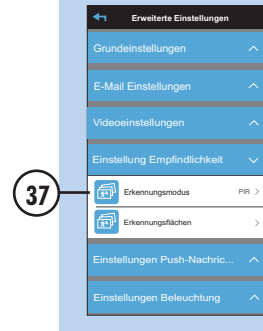 Erweiterte Einstellungen
Grundeinstellungen
E-Mail Einstellungen
Videoeinstellungen
Einstellung Empfindlichkeit
37
Erkennungsmodus PIR
Erkennungsflächen
Einstellungen Push-Nachric...
Einstellungen Beleuchtung